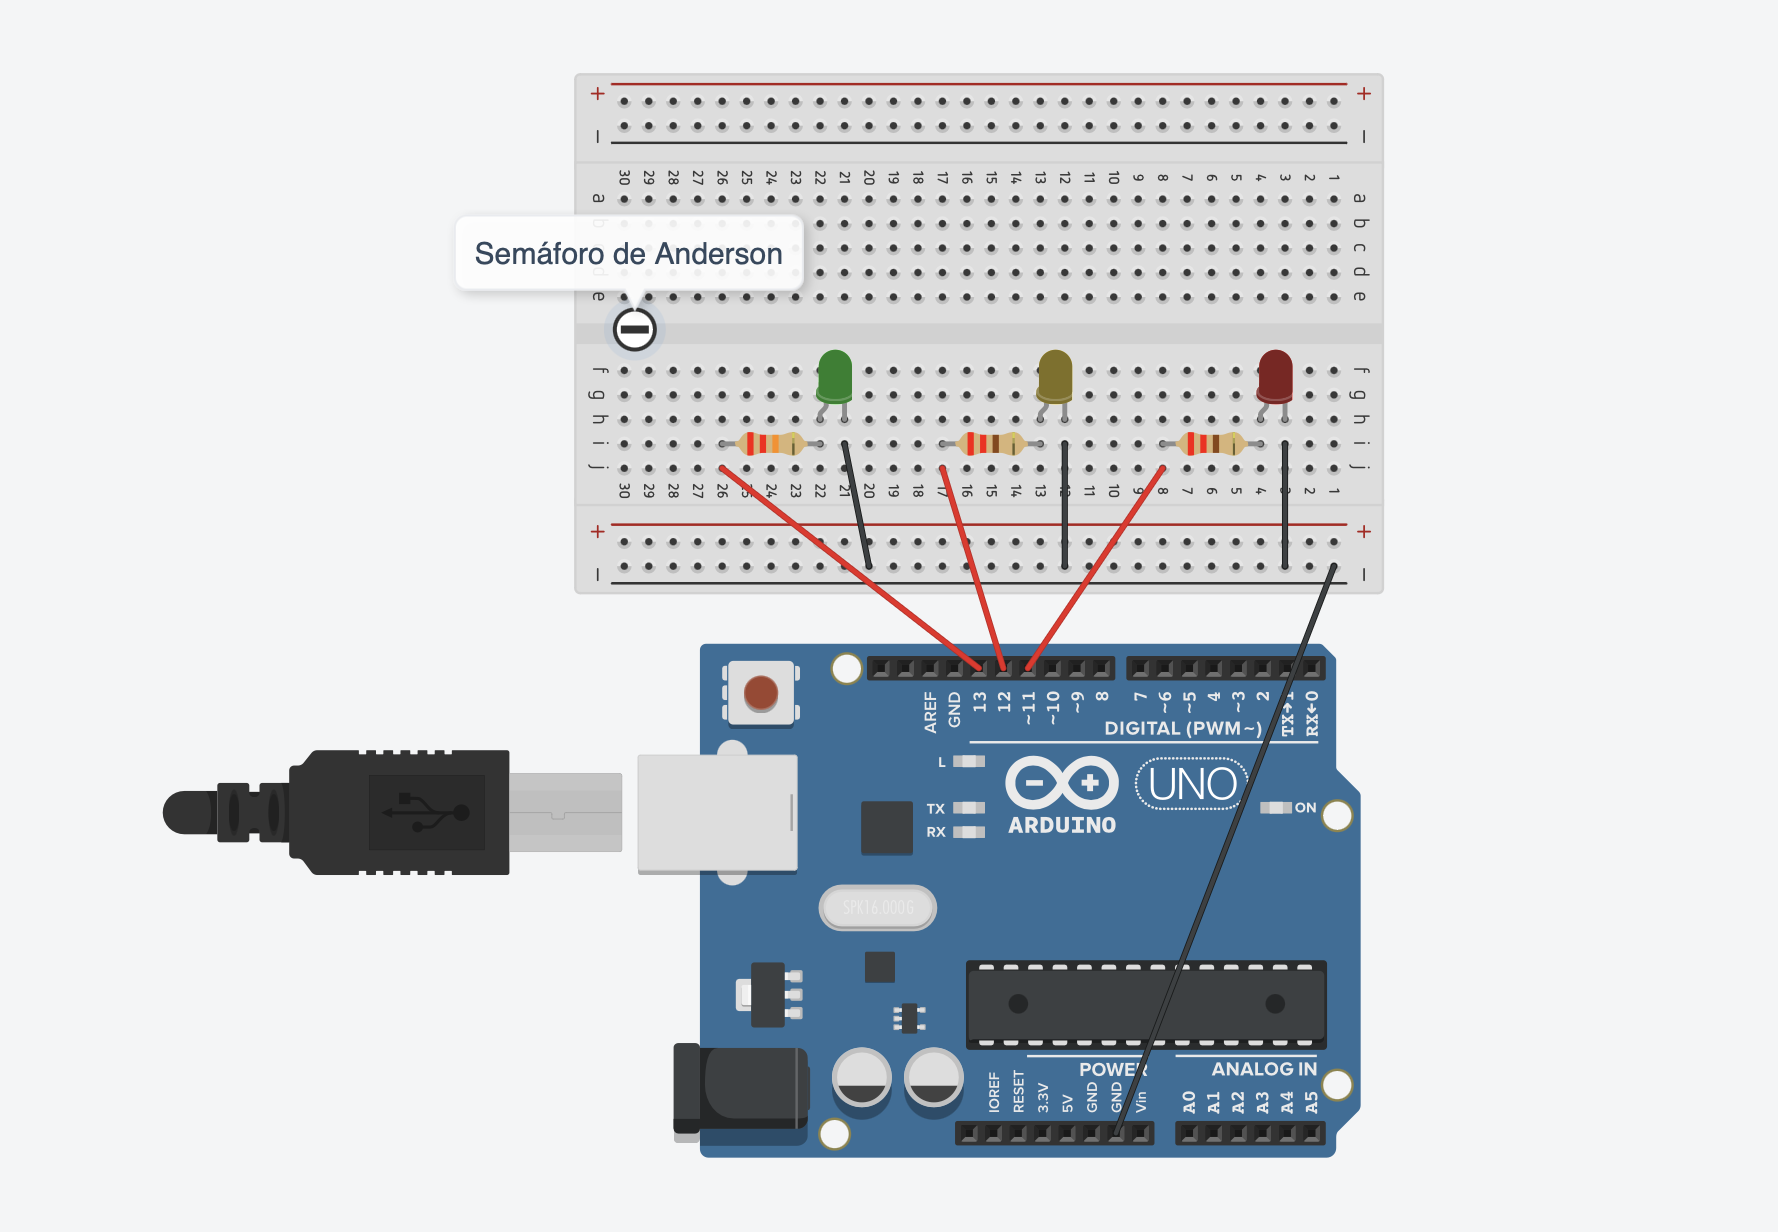 + +
– –
30 29 28 27 26 25 24 23 22 21 20 19 18 17 16 15 14 13 12 11 10 9 8 7 6 5 4 3 2 1
a a
b
c
d
e e
Semáforo de Anderson
f f
g g
h h
i i
j j
30 29 28 27 26 24 23 22 21 20 19 18 17 16 15 14 13 11 10 9 8 7 6 5 4 2 1
+ +
– –
AREF GND 13 12 ~11 ~10 ~9 8 7 ~6 ~5 4 ~3 2 TX→1 RX←0
DIGITAL (PWM ~)
L
UNO
TX
ON
RX
ARDUINO
SPK16.000G
POWER
ANALOG IN
IOREF RESET 3.3V 5V GND GND Vin A0 A1 A2 A3 A4 A5